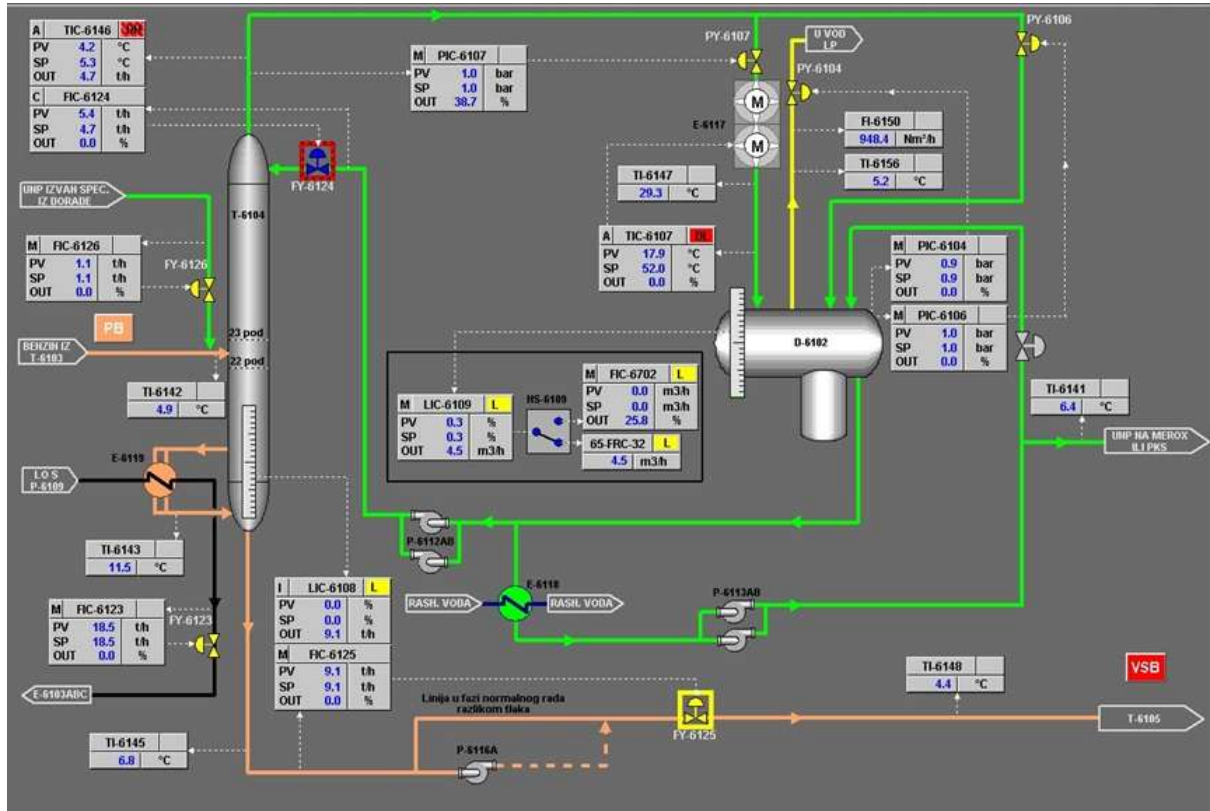 A TIC-6146
PV 4.2 °C
SP 5.3 °C
OUT 4.7 t/h
C FIC-6124
PV 5.4 t/h
SP 4.7 t/h
OUT 0.0 %
M PIC-6107
PV 1.0 bar
SP 1.0 bar
OUT 38.7 %
PY-6107
U VOD
LP
PY-6104
PY-6106
M
M
E-6117
FI-6150
948.4 Nm³/h
TI-6156
5.2 °C
TI-6147
29.3 °C
FY-6124
UNP IZVAN SPEC.
IZ DORADE
T-6104
M FIC-6126
PV 1.1 t/h
SP 1.1 t/h
OUT 0.0 %
FY-6126
A TIC-6107
PV 17.9 °C
SP 52.0 °C
OUT 0.0 %
M PIC-6104
PV 0.9 bar
SP 0.9 bar
OUT 0.0 %
M PIC-6106
PV 1.0 bar
SP 1.0 bar
OUT 0.0 %
D-6102
PB
23 pod
BENZIN IZ
T-6103
22 pod
TI-6142
4.9 °C
M LIC-6109 L
PV 0.3 %
SP 0.3 %
OUT 4.5 m3/h
HS-6109
M FIC-6702 L
PV 0.0 m3/h
SP 0.0 m3/h
OUT 25.8 %
65-FRC-32 L
4.5 m3/h
TI-6141
6.4 °C
UNP NA MEROX
ILI PKS
E-6119
LO S
P-6109
TI-6143
11.5 °C
P-6112AB
E-6118
RASH. VODA
RASH. VODA
P-6113AB
M FIC-6123
PV 18.5 t/h
SP 18.5 t/h
OUT 0.0 %
FY-6123
E-6103ABC
I LIC-6108 L
PV 0.0 %
SP 0.0 %
OUT 9.1 t/h
M FIC-6125
PV 9.1 t/h
SP 9.1 t/h
OUT 0.0 %
Linija u fazi normalnog rada
razlikom tlaka
FY-6125
TI-6148
4.4 °C
VSB
T-6105
TI-6145
6.8 °C
P-6116A